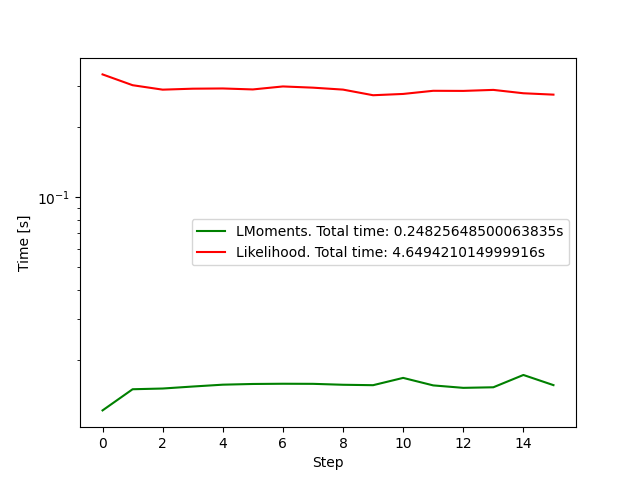 Time [s]
10⁻¹
LMoments. Total time: 0.24825648500063835s
Likelihood. Total time: 4.649421014999916s
0 2 4 6 8 10 12 14
Step